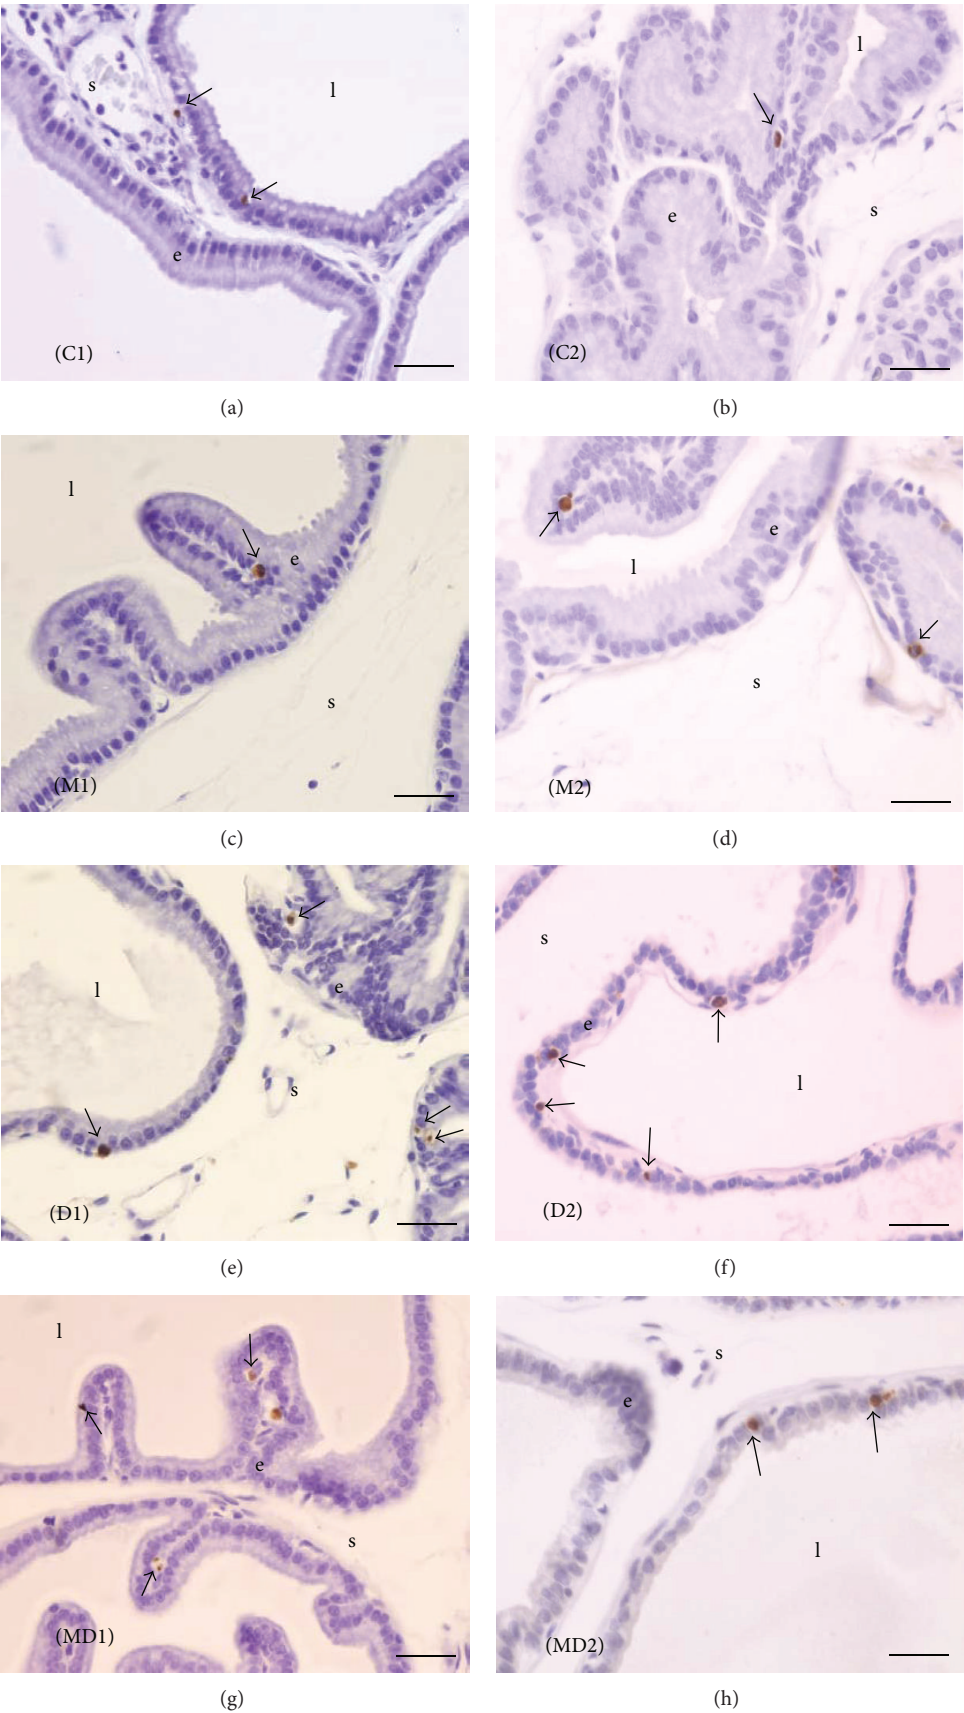 s
l
e
(C1)
(a)
l
e
s
(C2)
(b)
l
e
s
(M1)
(c)
e
l
s
(M2)
(d)
l
e
s
(D1)
(e)
s
e
l
(D2)
(f)
l
e
s
(MD1)
(g)
s
e
l
(MD2)
(h)